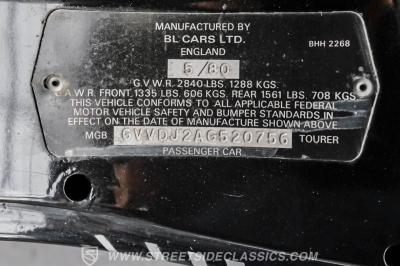 MANUFACTURED BY
BL CARS LTD.
ENGLAND
BHH 2268
5/80
G.V.W.R. 2840 LBS. 1288 KGS.
G.A.W.R. FRONT 1335 LBS. 606 KGS. REAR 1561 LBS. 708 KGS.
THIS VEHICLE CONFORMS TO ALL APPLICABLE FEDERAL
MOTOR VEHICLE SAFETY AND BUMPER STANDARDS IN
EFFECT ON THE DATE OF MANUFACTURE SHOWN ABOVE
MGB GVVDJ2AG520756 TOURER
PASSENGER CAR
WWW.STREETSIDECLASSICS.COM